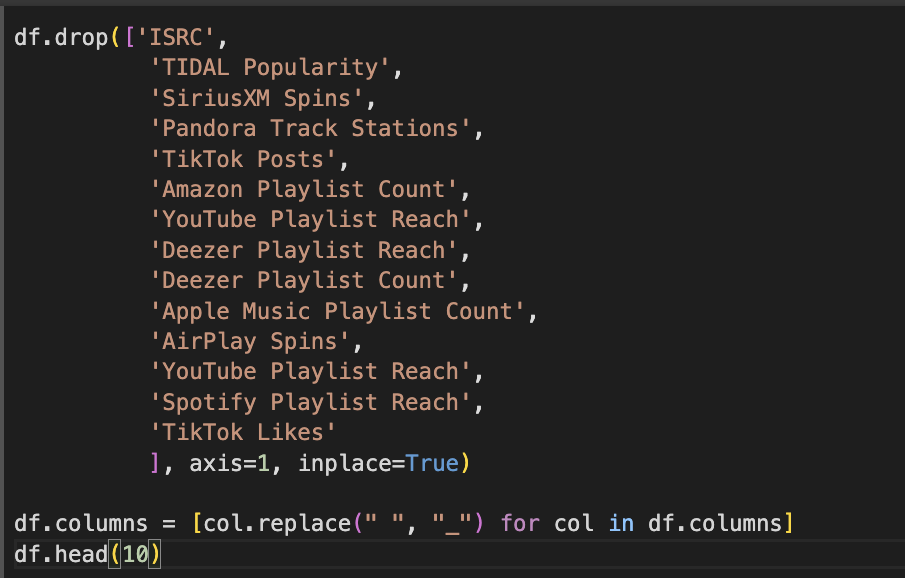 df.drop(['ISRC',
'TIDAL Popularity',
'SiriusXM Spins',
'Pandora Track Stations',
'TikTok Posts',
'Amazon Playlist Count',
'YouTube Playlist Reach',
'Deezer Playlist Reach',
'Deezer Playlist Count',
'Apple Music Playlist Count',
'AirPlay Spins',
'YouTube Playlist Reach',
'Spotify Playlist Reach',
'TikTok Likes'
], axis=1, inplace=True)
df.columns = [col.replace(" ", "_") for col in df.columns]
df.head(10)